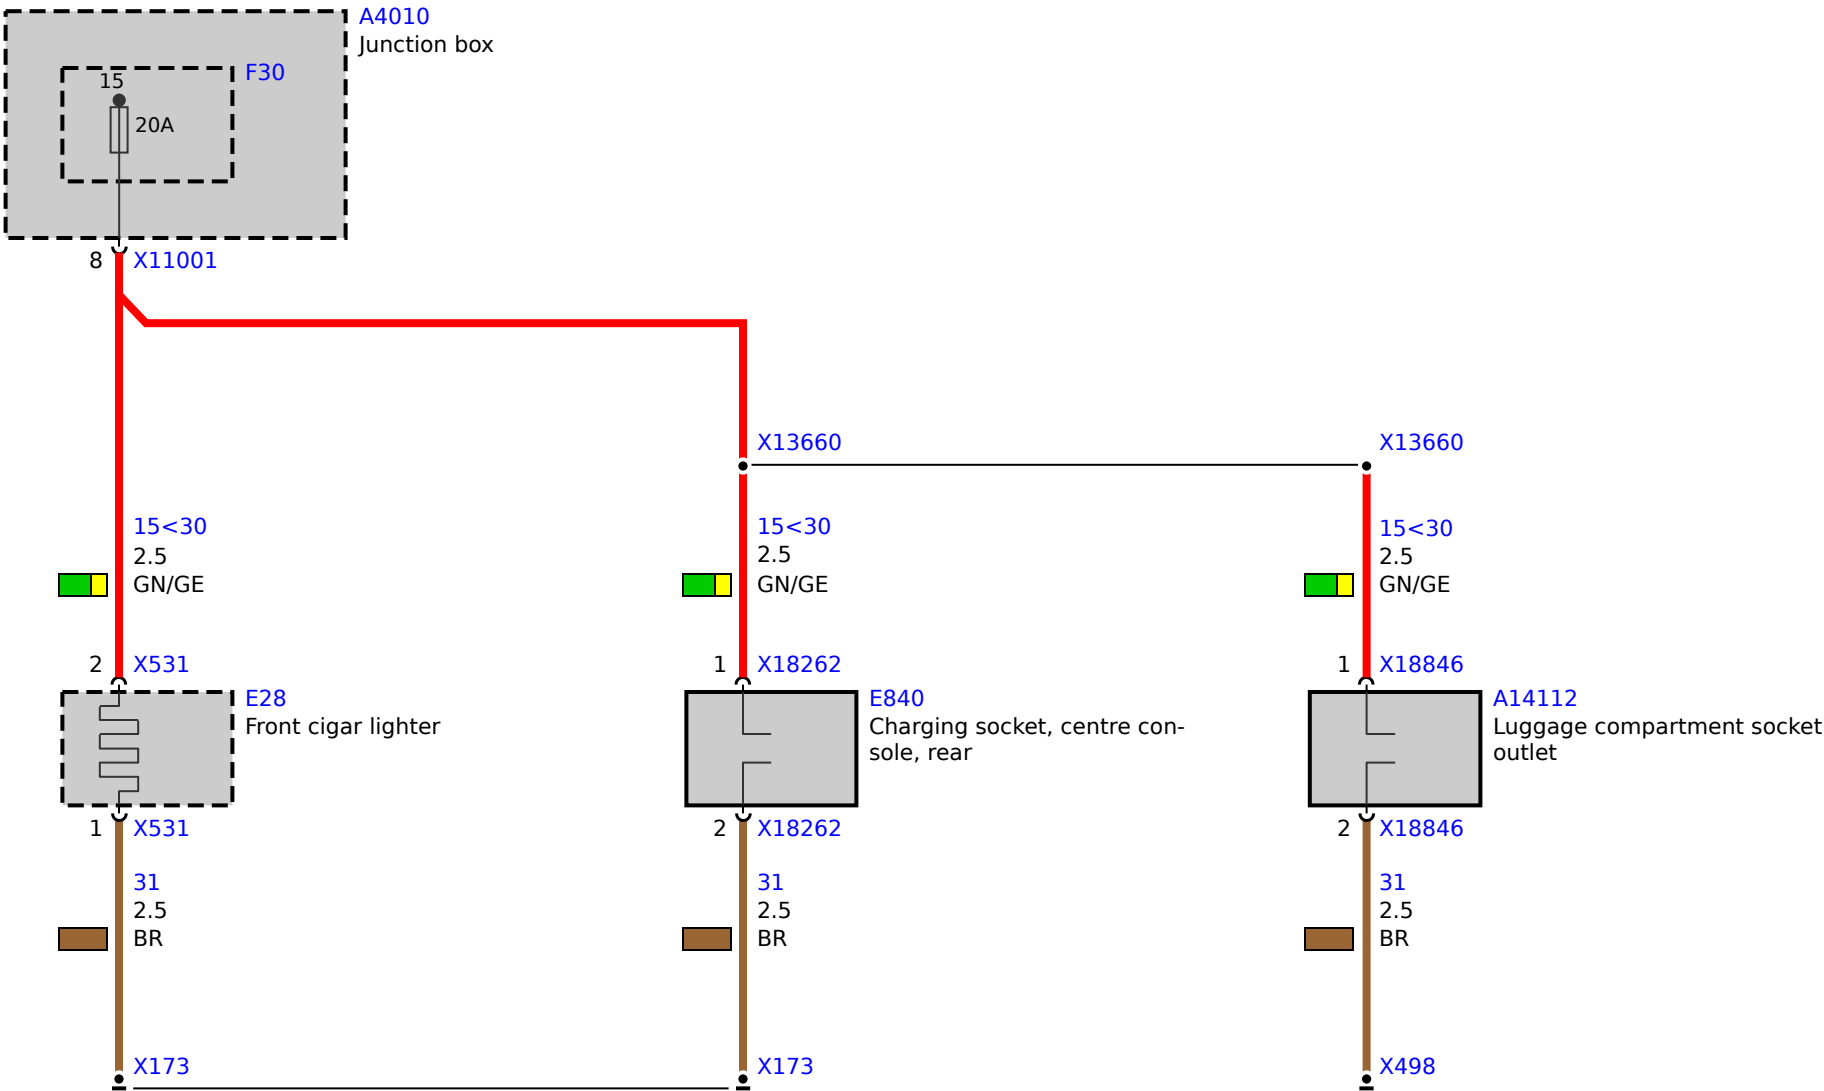 A4010
Junction box
F30
15
20A
8
X11001
X13660
X13660
15<30
2.5
GN/GE
15<30
2.5
GN/GE
15<30
2.5
GN/GE
2
X531
1
X18262
1
X18846
E28
Front cigar lighter
E840
Charging socket, centre con-
sole, rear
A14112
Luggage compartment socket
outlet
1
X531
2
X18262
2
X18846
31
2.5
BR
31
2.5
BR
31
2.5
BR
X173
X173
X498